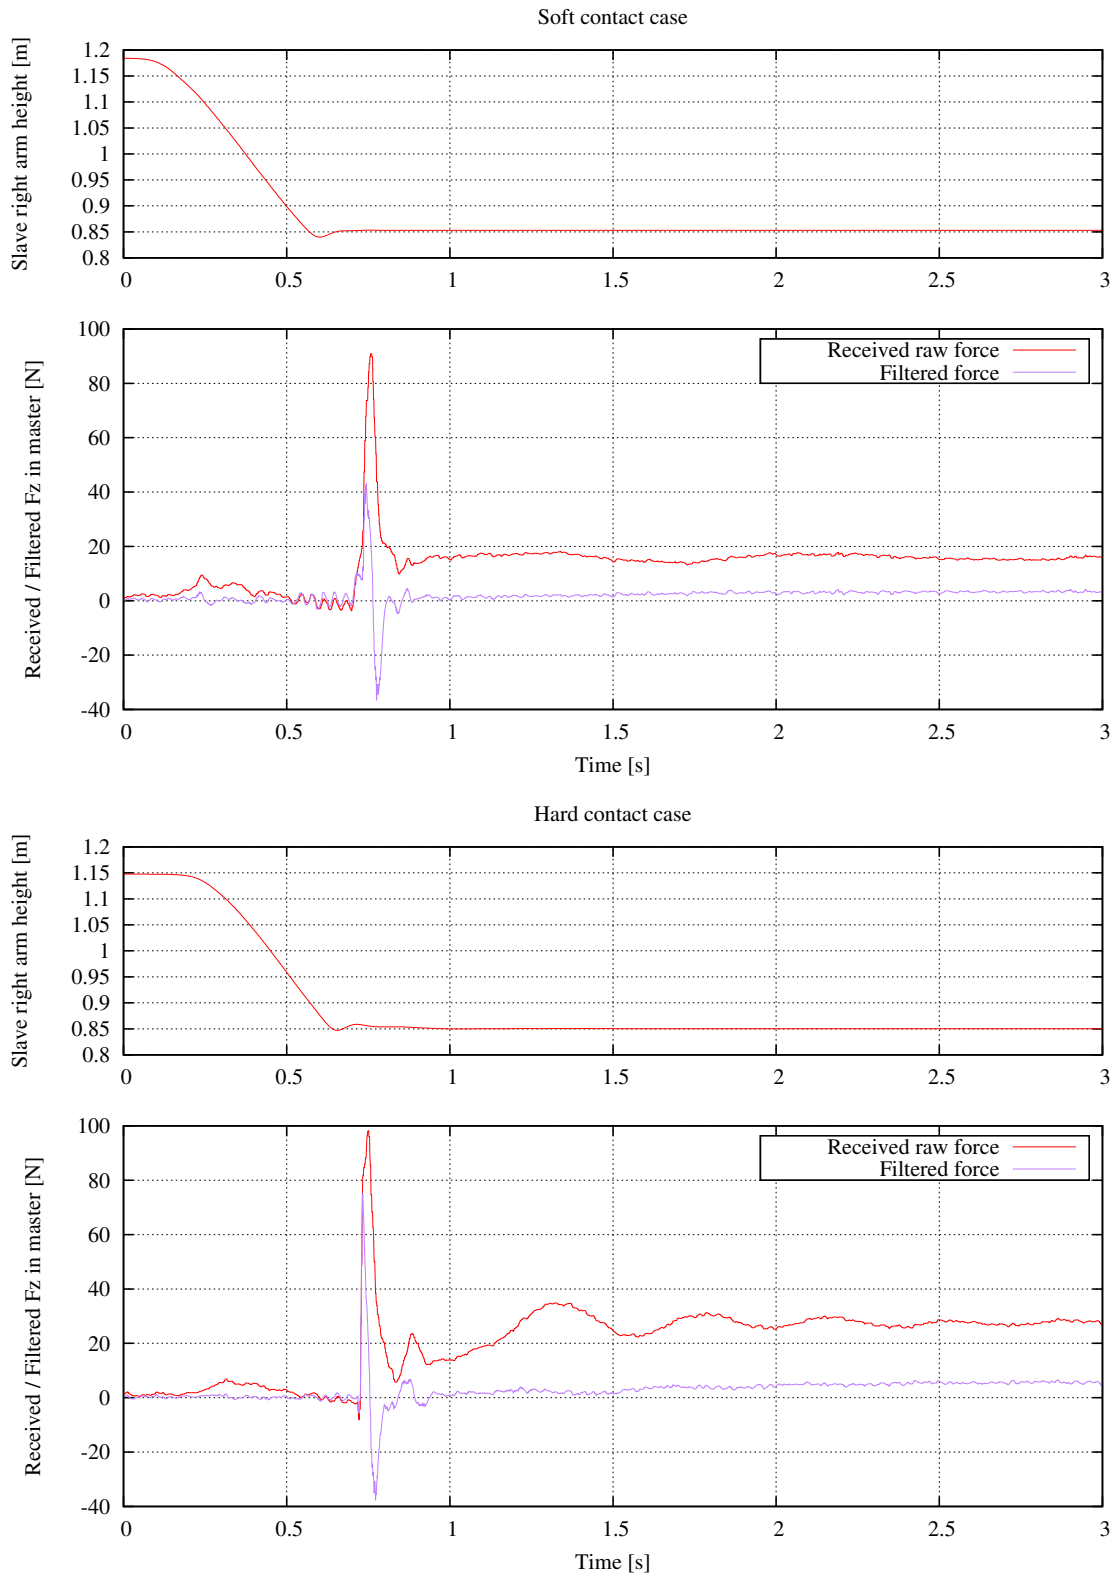 Soft contact case
Slave right arm height [m]
1.2
1.15
1.1
1.05
1
0.95
0.9
0.85
0.8
0 0.5 1 1.5 2 2.5 3
Received / Filtered Fz in master [N]
100
80
60
40
20
0
-20
-40
Received raw force
Filtered force
0 0.5 1 1.5 2 2.5 3
Time [s]
Hard contact case
Slave right arm height [m]
1.2
1.15
1.1
1.05
1
0.95
0.9
0.85
0.8
0 0.5 1 1.5 2 2.5 3
Received / Filtered Fz in master [N]
100
80
60
40
20
0
-20
-40
Received raw force
Filtered force
0 0.5 1 1.5 2 2.5 3
Time [s]